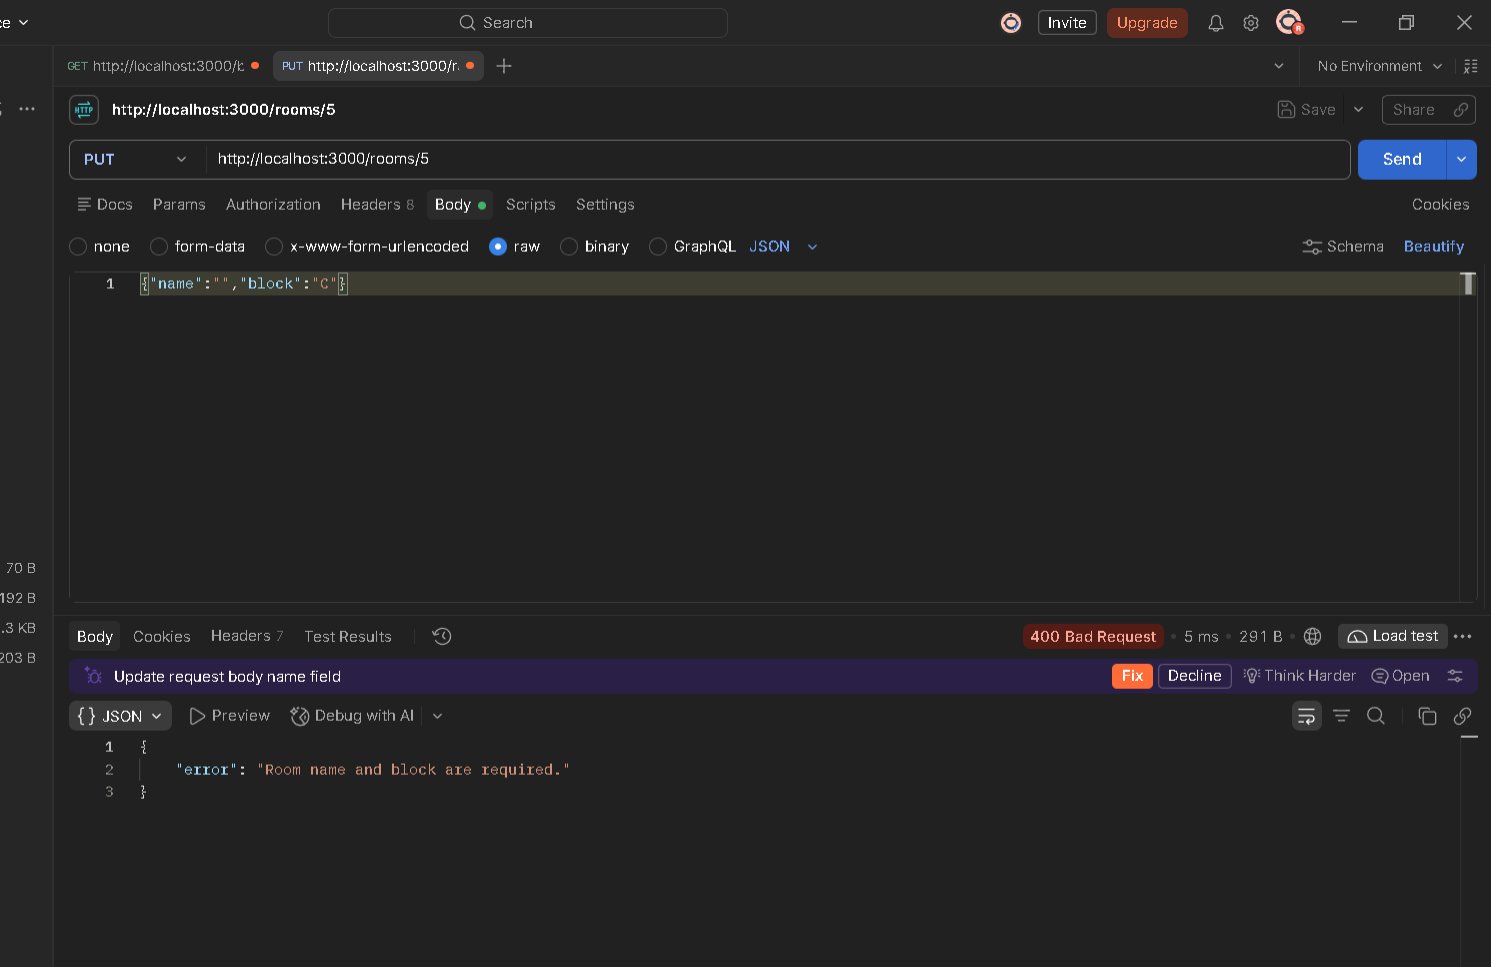 ce
Search
Invite
Upgrade
GET http://localhost:3000/b
PUT http://localhost:3000/r
No Environment
HTTP http://localhost:3000/rooms/5
Save
Share
PUT http://localhost:3000/rooms/5
Send
Docs Params Authorization Headers 8 Body Scripts Settings
Cookies
none form-data x-www-form-urlencoded raw binary GraphQL JSON
Schema Beautify
1 {"name":"","block":"C"}
70 B
192 B
.3 KB
203 B
Body Cookies Headers 7 Test Results
400 Bad Request • 5 ms • 291 B •
Load test
Update request body name field
Fix Decline Think Harder Open
{} JSON Preview Debug with AI
1 {
2 "error": "Room name and block are required."
3 }